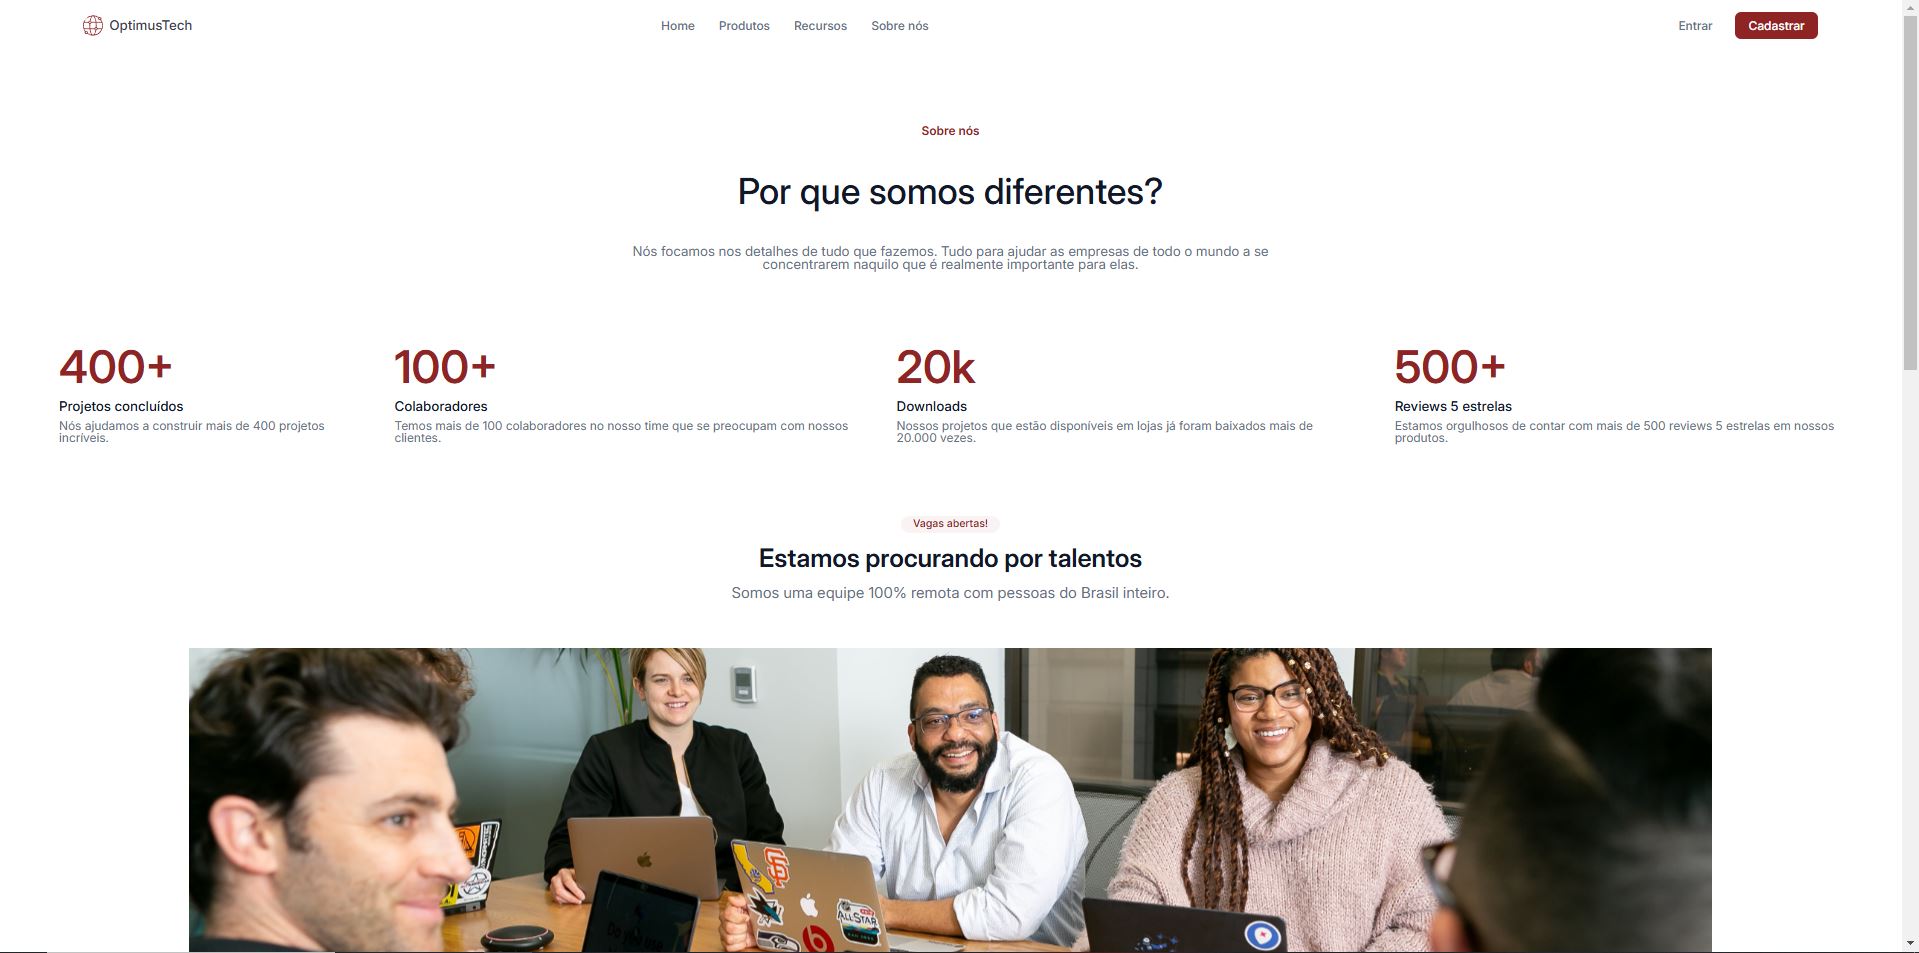 OptimusTech
Home
Produtos
Recursos
Sobre nós
Entrar
Cadastrar
Sobre nós
Por que somos diferentes?
Nós focamos nos detalhes de tudo que fazemos. Tudo para ajudar as empresas de todo o mundo a se
concentrarem naquilo que é realmente importante para elas.
400+
Projetos concluídos
Nós ajudamos a construir mais de 400 projetos
incríveis.
100+
Colaboradores
Temos mais de 100 colaboradores no nosso time que se preocupam com nossos
clientes.
20k
Downloads
Nossos projetos que estão disponíveis em lojas já foram baixados mais de
20.000 vezes.
500+
Reviews 5 estrelas
Estamos orgulhosos de contar com mais de 500 reviews 5 estrelas em nossos
produtos.
Vagas abertas!
Estamos procurando por talentos
Somos uma equipe 100% remota com pessoas do Brasil inteiro.
SF
ALL STAR
Do you use